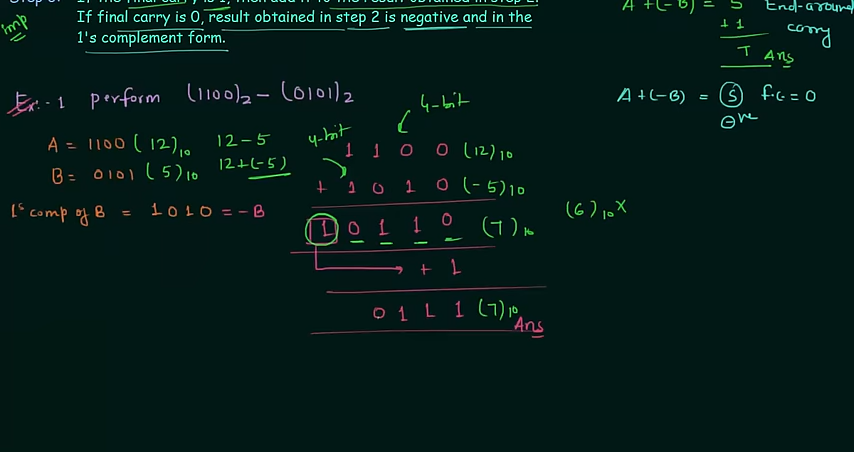 If final carry is 0, result obtained in step 2 is negative and in the
1's complement form.
imp
A + (-B) = S End-around
+ 1 carry
T Ans
A + (-B) = S f.c = 0
-ve
Ex:- 1 perform (1100)2 - (0101)2
4-bit
A = 1100 (12)10 12 - 5
4-bit
1 1 0 0 (12)10
B = 0101 (5)10 12 + (-5)
+ 1 0 1 0 (-5)10
1's comp of B = 1 0 1 0 = -B
1 0 1 1 0 (7)10 (6)10 X
+ 1
0 1 1 1 (7)10
Ans